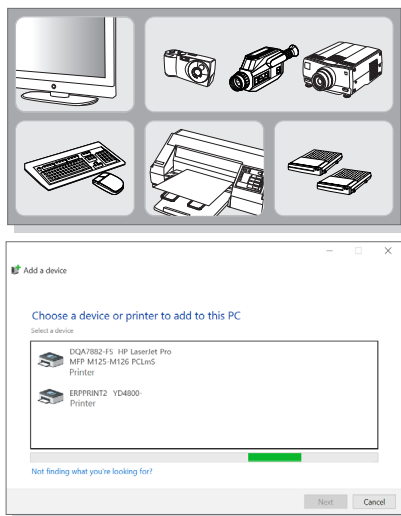 Add a device
Choose a device or printer to add to this PC
Select a device
DQA7882-F5 HP LaserJet Pro
MFP M125-M126 PCLmS
Printer
ERPPRINT2 YD4800-
Printer
Not finding what you're looking for?
Next Cancel